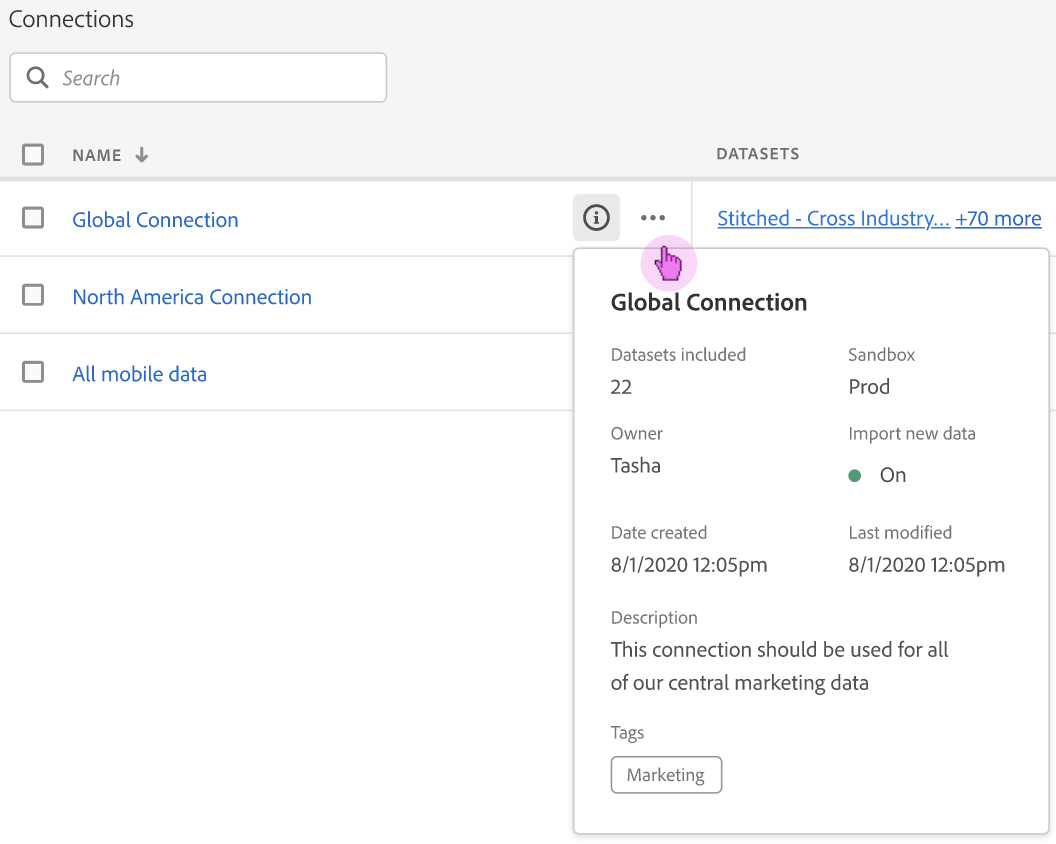 Connections
Search
NAME
DATASETS
Global Connection
Stitched - Cross Industry... +70 more
North America Connection
All mobile data
Global Connection
Datasets included
Sandbox
22
Prod
Owner
Import new data
Tasha
On
Date created
Last modified
8/1/2020 12:05pm
8/1/2020 12:05pm
Description
This connection should be used for all
of our central marketing data
Tags
Marketing